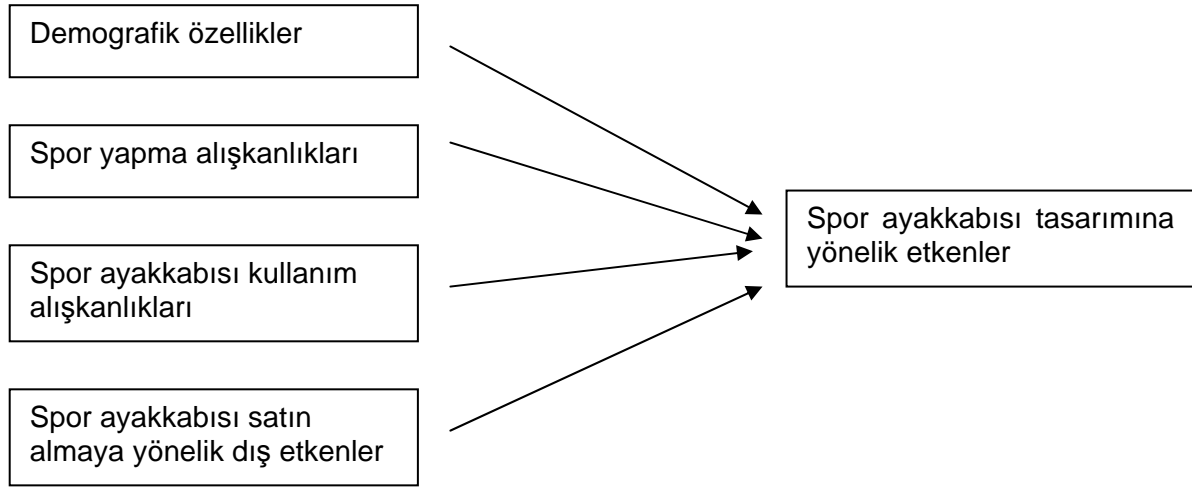 Demografik özellikler
Spor yapma alışkanlıkları
Spor ayakkabısı kullanım
alışkanlıkları
Spor ayakkabısı satın
almaya yönelik dış etkenler
Spor ayakkabısı tasarımına
yönelik etkenler